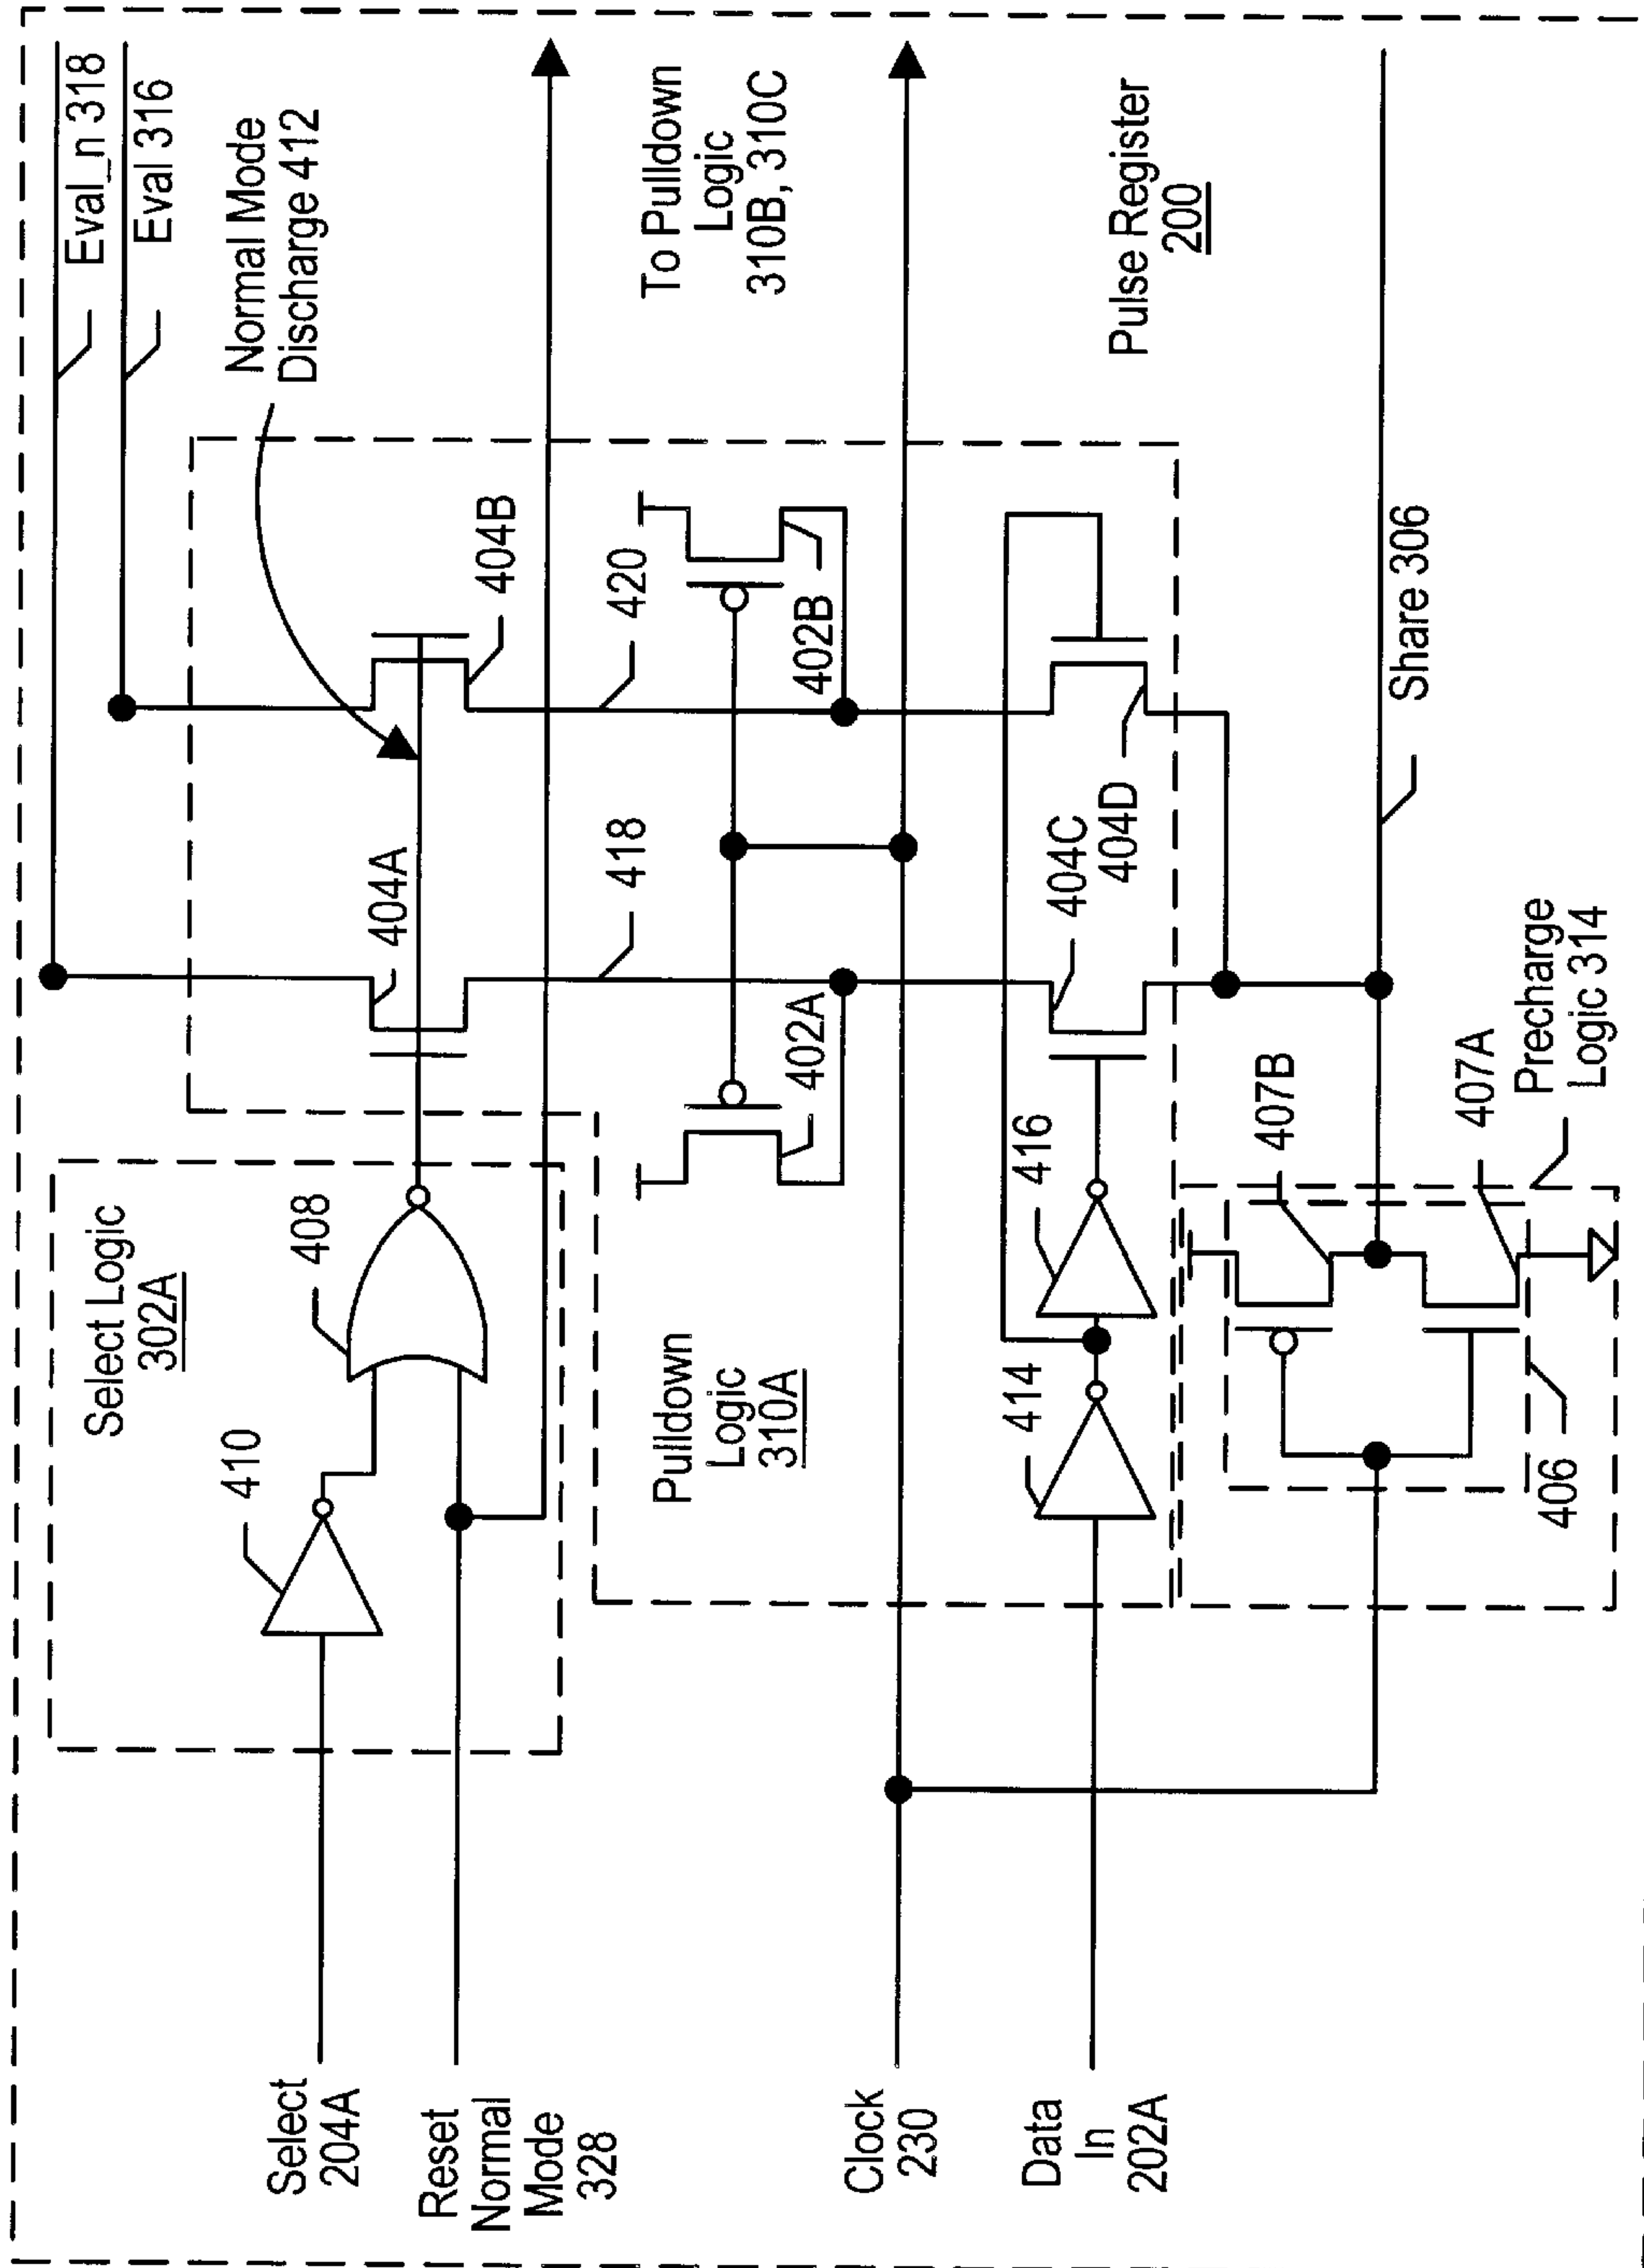 Eval_n 318
Eval 316
Normal Mode
Discharge 412
Select Logic
302A
408
410
404A
404B
418
420
To Pulldown
Logic
310B, 310C
402A
402B
Pulldown
Logic
310A
414
416
404C
404D
Pulse Register
200
Share 306
407B
407A
Precharge
Logic 314
406
Select
204A
Reset
Normal
Mode
328
Clock
230
Data
In
202A